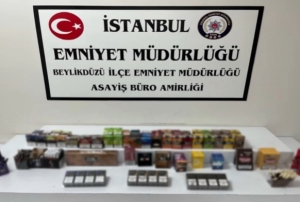 İSTANBUL
EMNİYET MÜDÜRLÜĞÜ
BEYLİKDÜZÜ İLÇE EMNİYET MÜDÜRLÜĞÜ
ASAYİŞ BÜRO AMİRLİĞİ